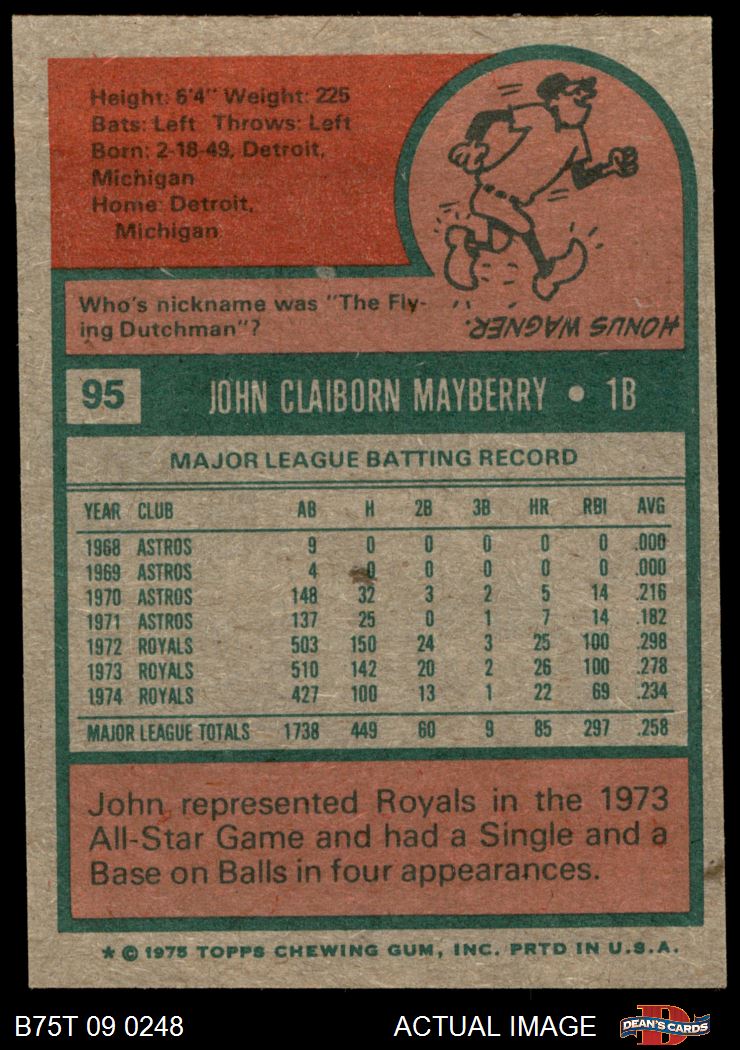 Height: 6'4" Weight: 225
Bats: Left Throws: Left
Born: 2-18-49, Detroit,
Michigan
Home: Detroit,
Michigan
HONUS WAGNER.
Who's nickname was "The Fly-
ing Dutchman"?
95 JOHN CLAIBORN MAYBERRY • 1B
MAJOR LEAGUE BATTING RECORD
YEAR CLUB AB H 2B 3B HR RBI AVG
1968 ASTROS 9 0 0 0 0 0 .000
1969 ASTROS 4 0 0 0 0 0 .000
1970 ASTROS 148 32 3 2 5 14 .216
1971 ASTROS 137 25 0 1 7 14 .182
1972 ROYALS 503 150 24 3 25 100 .298
1973 ROYALS 510 142 20 2 26 100 .278
1974 ROYALS 427 100 13 1 22 69 .234
MAJOR LEAGUE TOTALS 1738 449 60 9 85 297 .258
John represented Royals in the 1973
All-Star Game and had a Single and a
Base on Balls in four appearances.
* © 1975 TOPPS CHEWING GUM, INC. PRTD IN U.S.A.
B75T 09 0248 ACTUAL IMAGE D DEAN'S CARDS